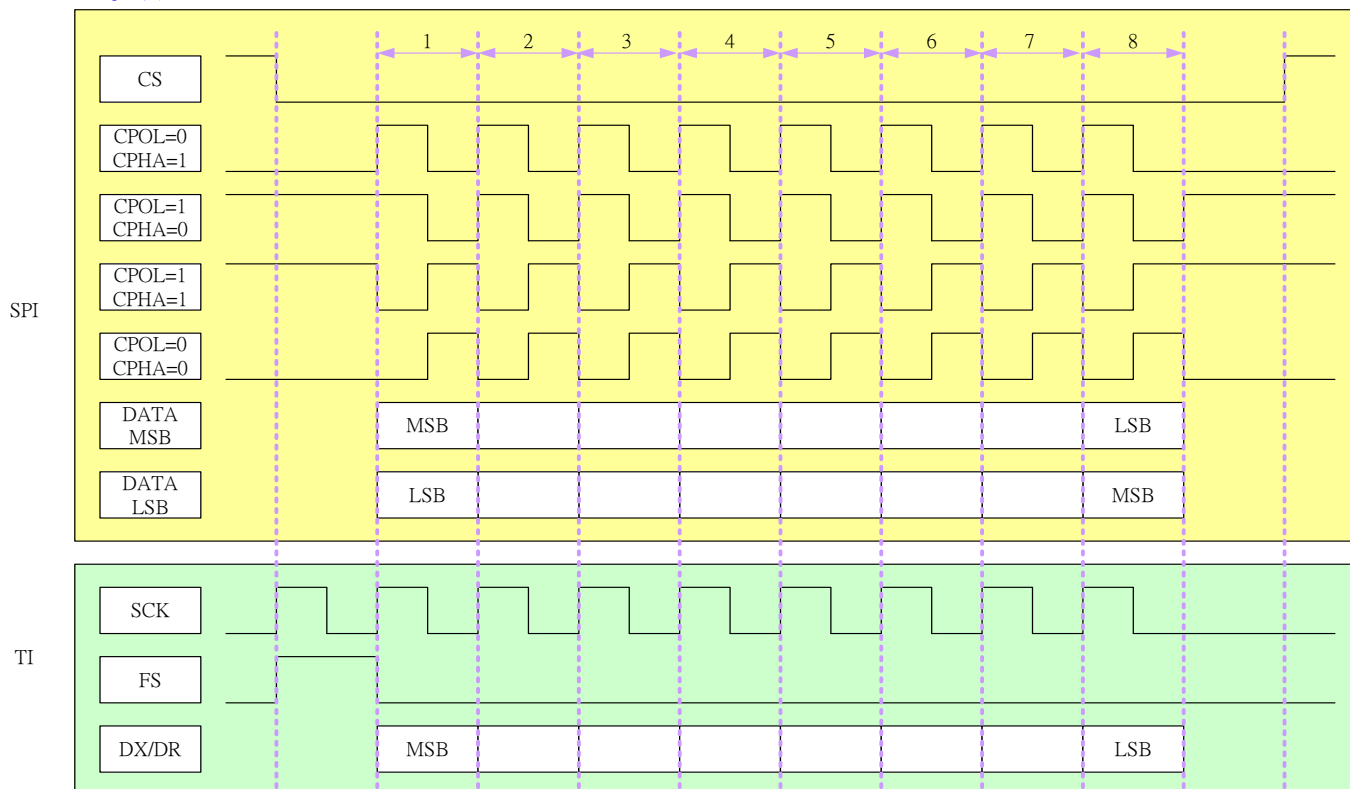 1 2 3 4 5 6 7 8
CS
CPOL=0
CPHA=1
CPOL=1
CPHA=0
CPOL=1
CPHA=1
SPI
CPOL=0
CPHA=0
DATA
MSB
MSB LSB
DATA
LSB
LSB MSB
SCK
TI
FS
DX/DR
MSB LSB